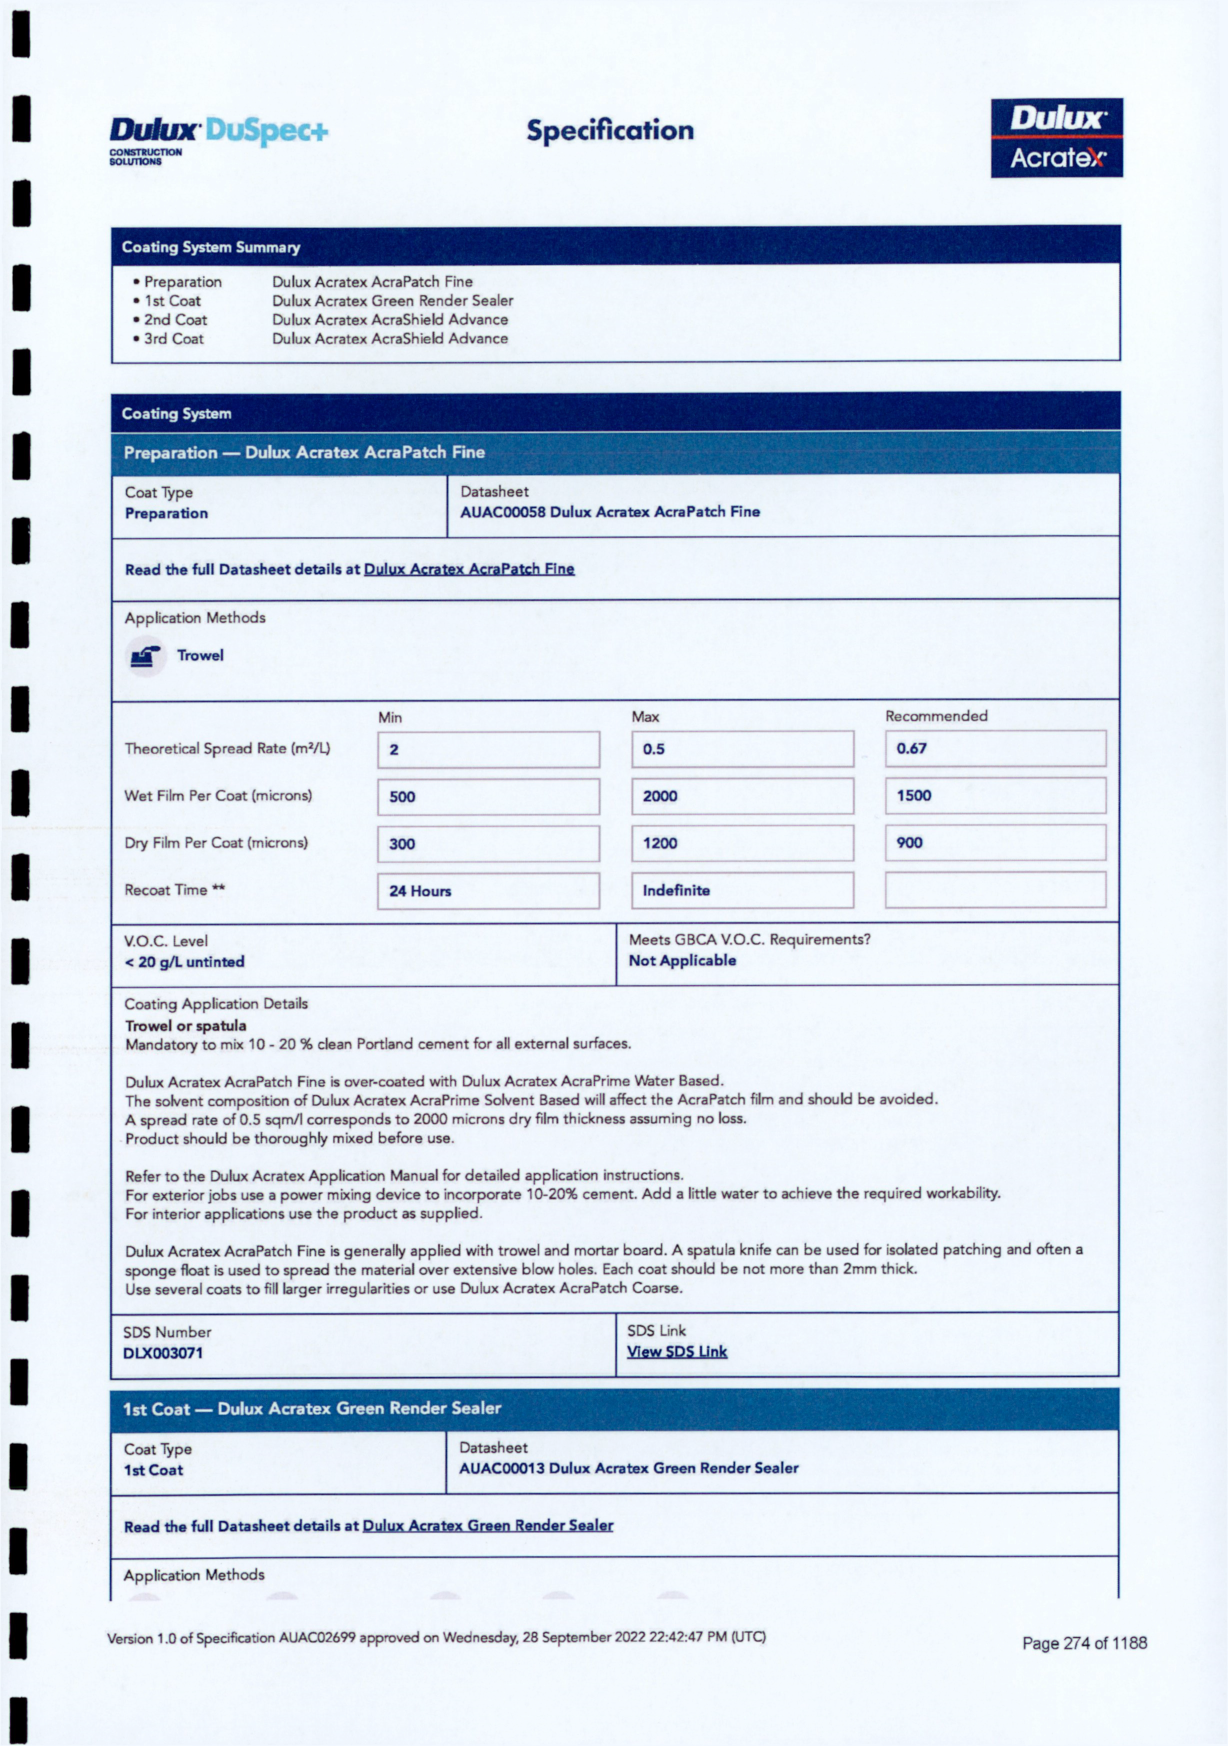 Dulux DuSpec+
CONSTRUCTION
SOLUTIONS
Specification
Dulux
Acratex
Coating System Summary
• Preparation Dulux Acratex AcraPatch Fine
• 1st Coat Dulux Acratex Green Render Sealer
• 2nd Coat Dulux Acratex AcraShield Advance
• 3rd Coat Dulux Acratex AcraShield Advance
Coating System
Preparation — Dulux Acratex AcraPatch Fine
Coat Type Datasheet
Preparation AUAC00058 Dulux Acratex AcraPatch Fine
Read the full Datasheet details at Dulux Acratex AcraPatch Fine
Application Methods
Trowel
Min Max Recommended
Theoretical Spread Rate (m²/L) 2 0.5 0.67
Wet Film Per Coat (microns) 500 2000 1500
Dry Film Per Coat (microns) 300 1200 900
Recoat Time ** 24 Hours Indefinite
V.O.C. Level Meets GBCA V.O.C. Requirements?
< 20 g/L untinted Not Applicable
Coating Application Details
Trowel or spatula
Mandatory to mix 10 - 20 % clean Portland cement for all external surfaces.
Dulux Acratex AcraPatch Fine is over-coated with Dulux Acratex AcraPrime Water Based.
The solvent composition of Dulux Acratex AcraPrime Solvent Based will affect the AcraPatch film and should be avoided.
A spread rate of 0.5 sqm/l corresponds to 2000 microns dry film thickness assuming no loss.
Product should be thoroughly mixed before use.
Refer to the Dulux Acratex Application Manual for detailed application instructions.
For exterior jobs use a power mixing device to incorporate 10-20% cement. Add a little water to achieve the required workability.
For interior applications use the product as supplied.
Dulux Acratex AcraPatch Fine is generally applied with trowel and mortar board. A spatula knife can be used for isolated patching and often a
sponge float is used to spread the material over extensive blow holes. Each coat should be not more than 2mm thick.
Use several coats to fill larger irregularities or use Dulux Acratex AcraPatch Coarse.
SDS Number SDS Link
DLX003071 View SDS Link
1st Coat — Dulux Acratex Green Render Sealer
Coat Type Datasheet
1st Coat AUAC00013 Dulux Acratex Green Render Sealer
Read the full Datasheet details at Dulux Acratex Green Render Sealer
Application Methods
Version 1.0 of Specification AUAC02699 approved on Wednesday, 28 September 2022 22:42:47 PM (UTC)
Page 274 of 1188